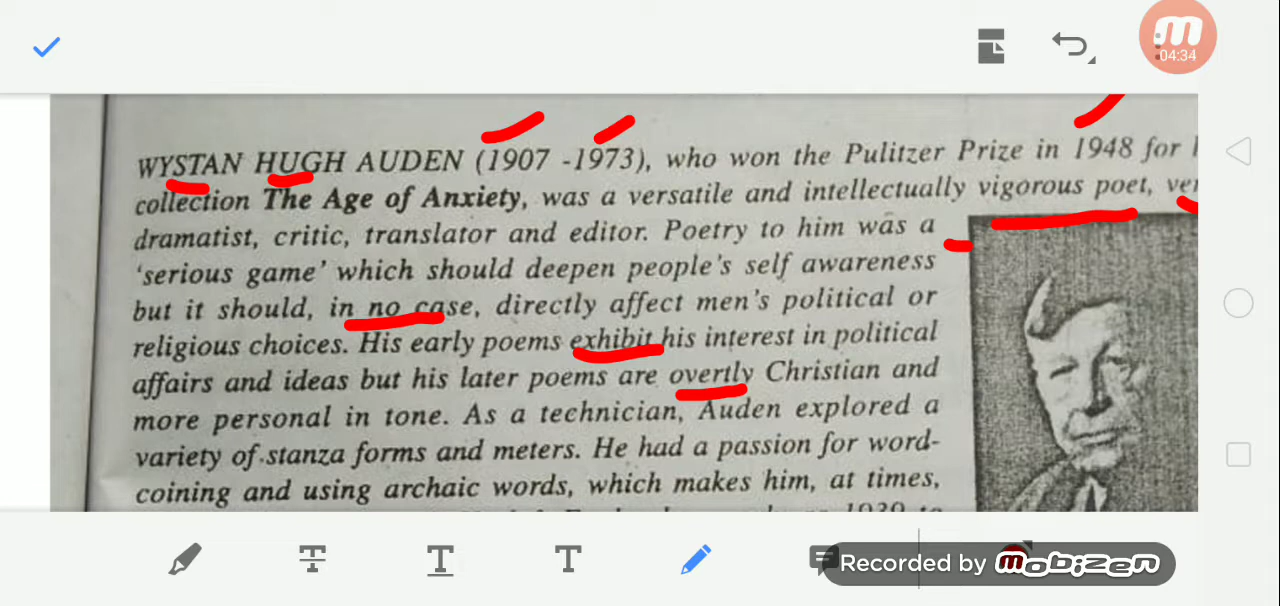 04:34
WYSTAN HUGH AUDEN (1907 -1973), who won the Pulitzer Prize in 1948 for
collection The Age of Anxiety, was a versatile and intellectually vigorous poet,
dramatist, critic, translator and editor. Poetry to him was a
‘serious game’ which should deepen people’s self awareness
but it should, in no case, directly affect men’s political or
religious choices. His early poems exhibit his interest in political
affairs and ideas but his later poems are overtly Christian and
more personal in tone. As a technician, Auden explored a
variety of stanza forms and meters. He had a passion for word-
coining and using archaic words, which makes him, at times,
T T T
Recorded by mobizen